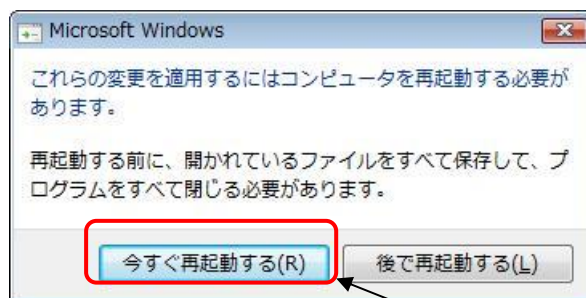 Microsoft Windows
これらの変更を適用するにはコンピュータを再起動する必要が
あります。
再起動する前に、開かれているファイルをすべて保存して、プ
ログラムをすべて閉じる必要があります。
今すぐ再起動する(R) 後で再起動する(L)